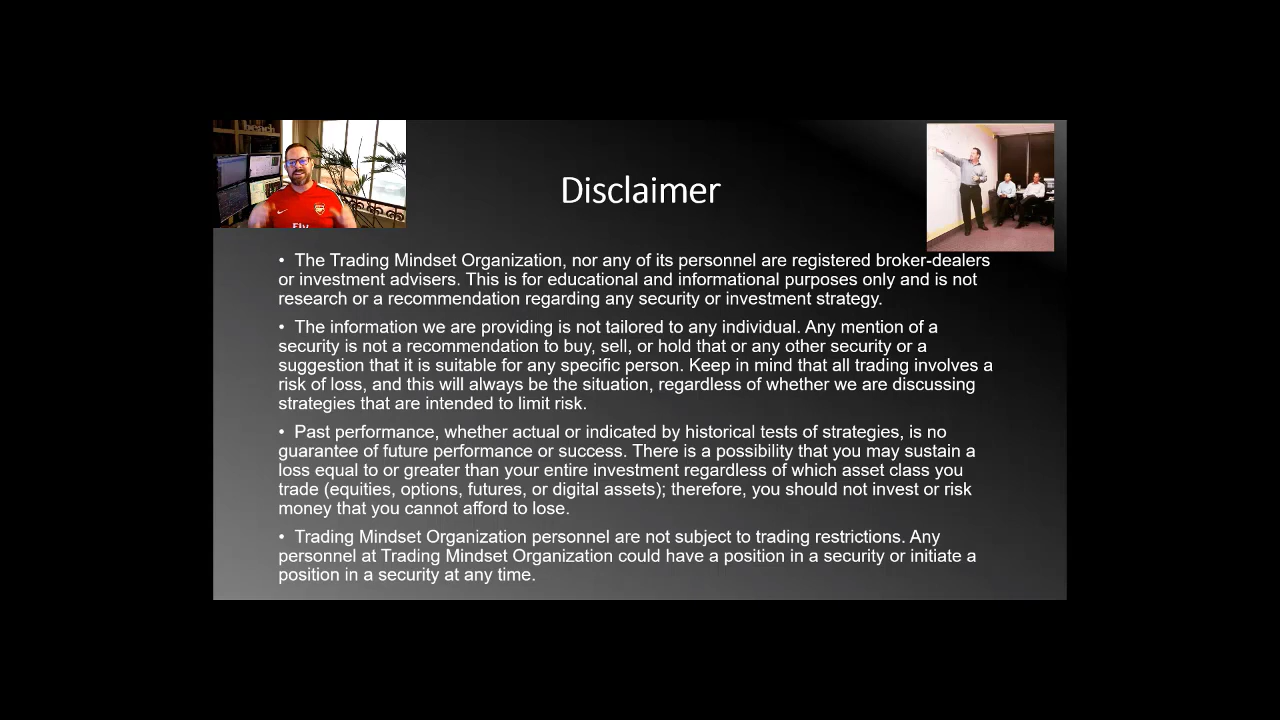 beach
Disclaimer
Fly
• The Trading Mindset Organization, nor any of its personnel are registered broker-dealers
or investment advisers. This is for educational and informational purposes only and is not
research or a recommendation regarding any security or investment strategy.
• The information we are providing is not tailored to any individual. Any mention of a
security is not a recommendation to buy, sell, or hold that or any other security or a
suggestion that it is suitable for any specific person. Keep in mind that all trading involves a
risk of loss, and this will always be the situation, regardless of whether we are discussing
strategies that are intended to limit risk.
• Past performance, whether actual or indicated by historical tests of strategies, is no
guarantee of future performance or success. There is a possibility that you may sustain a
loss equal to or greater than your entire investment regardless of which asset class you
trade (equities, options, futures, or digital assets); therefore, you should not invest or risk
money that you cannot afford to lose.
• Trading Mindset Organization personnel are not subject to trading restrictions. Any
personnel at Trading Mindset Organization could have a position in a security or initiate a
position in a security at any time.